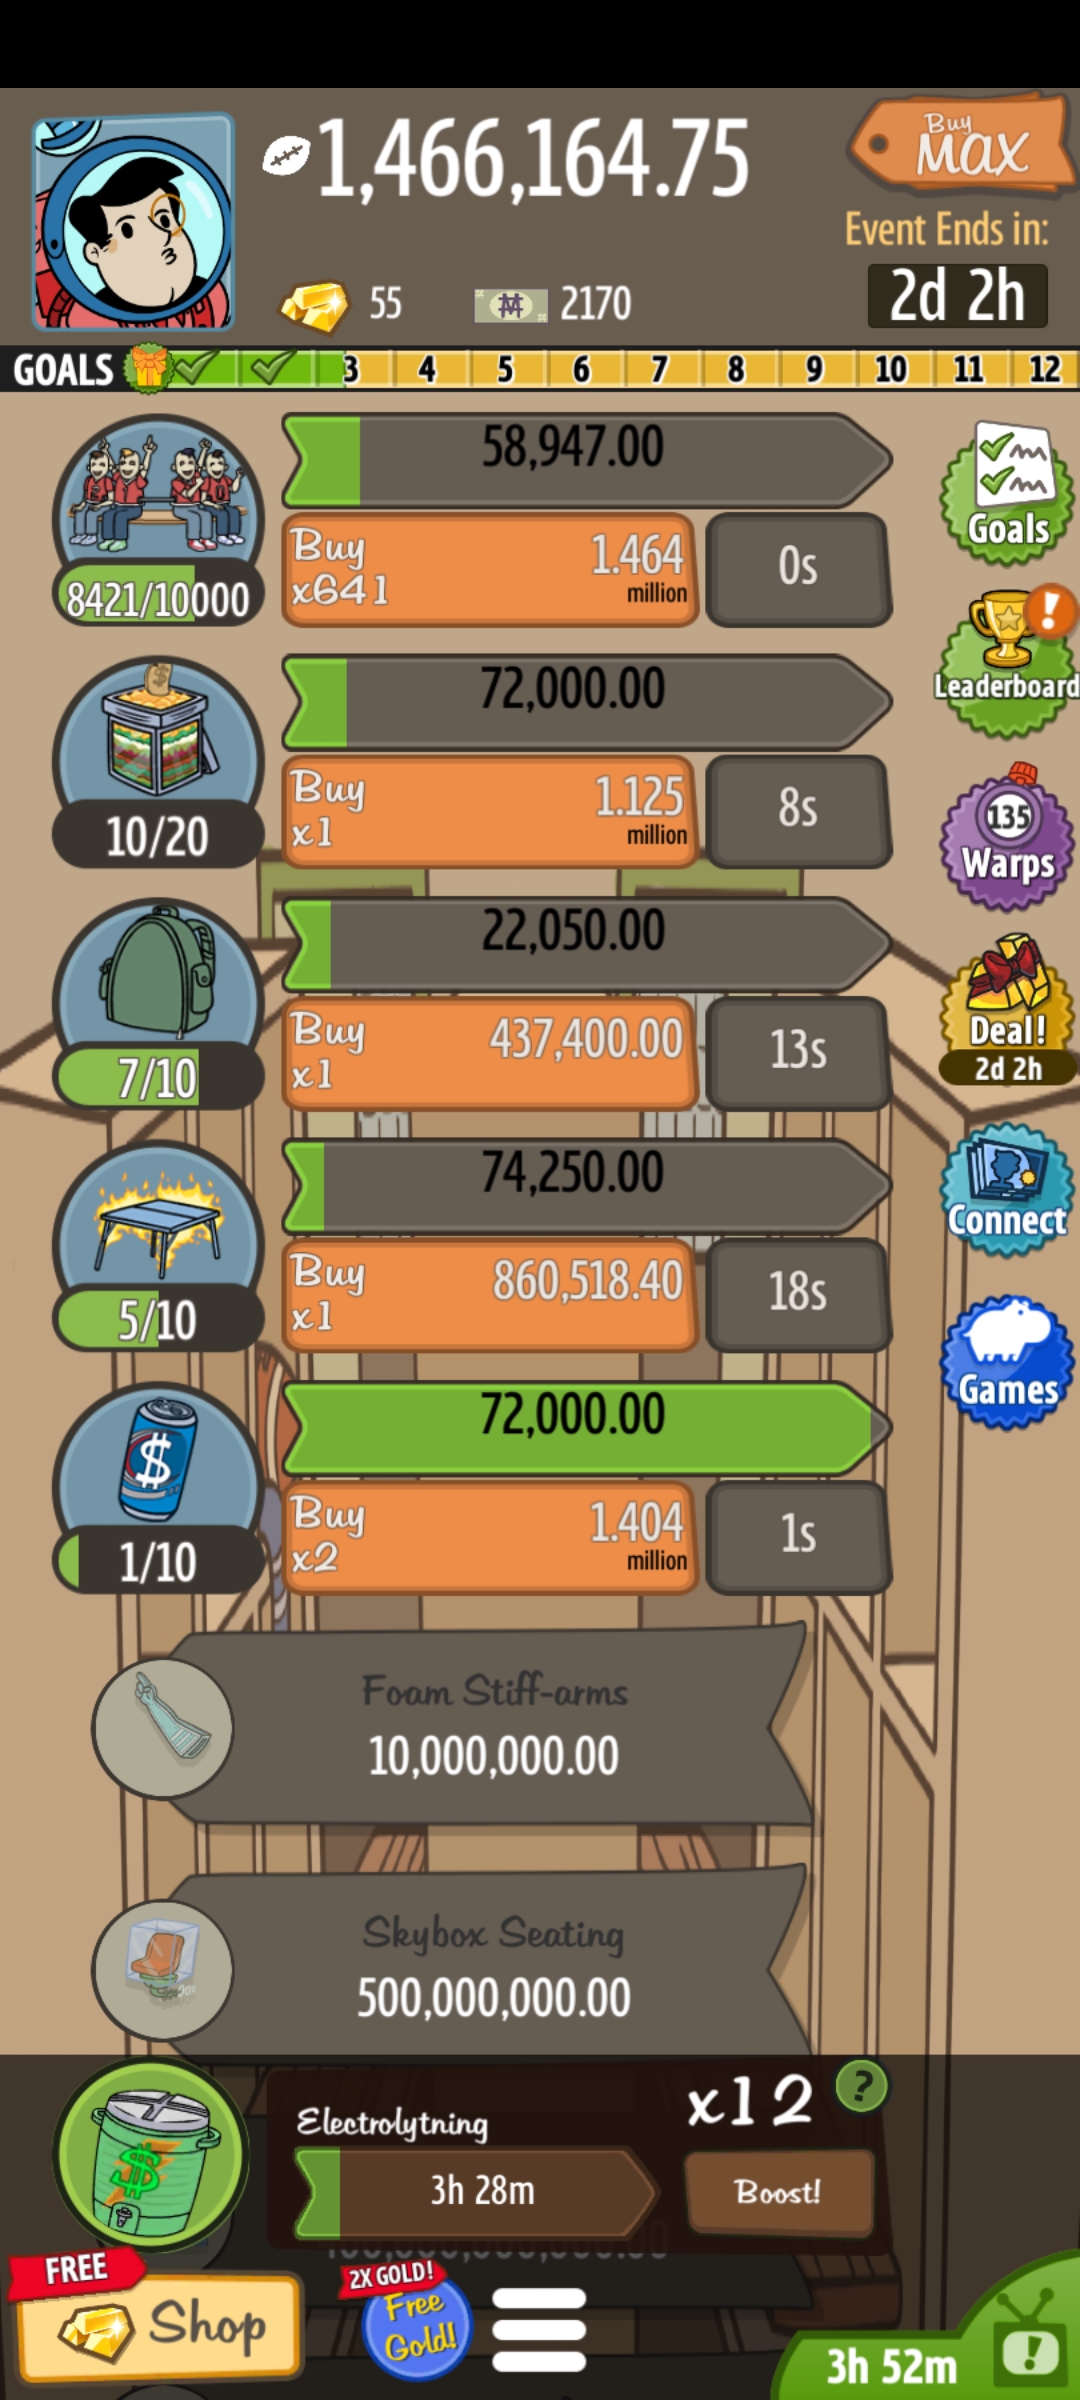 1,466,164.75
Buy
MAX
Event Ends in:
2d 2h
55
2170
GOALS 3 4 5 6 7 8 9 10 11 12
58,947.00
Buy
x641
1.464
million
0s
8421/10000
Goals
Leaderboard
72,000.00
Buy
x1
1.125
million
8s
10/20
135
Warps
22,050.00
Buy
x1
437,400.00
13s
7/10
Deal!
2d 2h
74,250.00
Buy
x1
860,518.40
18s
5/10
Connect
72,000.00
Buy
x2
1.404
million
1s
1/10
Games
Foam Stiff-arms
10,000,000.00
Skybox Seating
500,000,000.00
Electrolytning
x12
?
3h 28m
Boost!
FREE
Shop
2X GOLD!
Free
Gold!
3h 52m